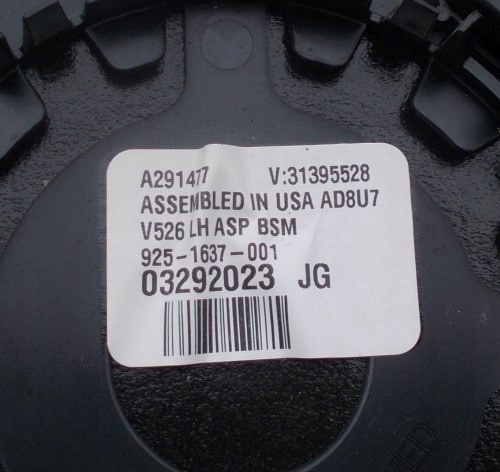 A291477 V:31395528
ASSEMBLED IN USA AD8U7
V526 LH ASP BSM
925-1637-001
03292023 JG